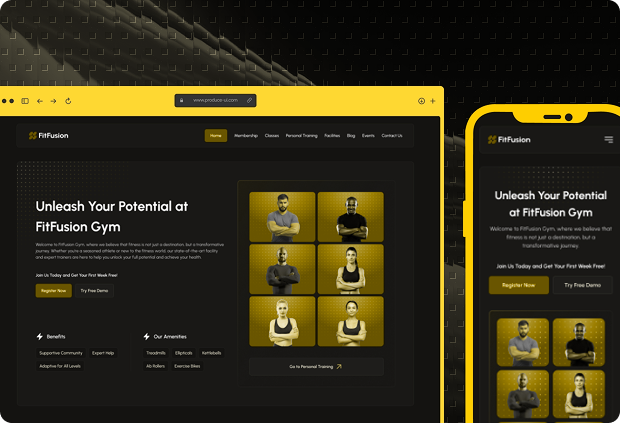 www.produce-ui.com
FitFusion
Home Membership Classes Personal Training Facilities Blog Events Contact Us
Unleash Your Potential at
FitFusion Gym
Welcome to FitFusion Gym, where we believe that fitness is not just a destination, but a transformative
journey. Whether you're a seasoned athlete or new to the fitness world, our state-of-the-art facility
and expert trainers are here to help you unlock your full potential and achieve your health
Join Us Today and Get Your First Week Free!
Register Now Try Free Demo
Benefits
Supportive Community Expert Help
Adaptive for All Levels
Our Amenities
Treadmills Ellipticals Kettlebells
Ab Rollers Exercise Bikes
Go to Personal Training
FitFusion
Unleash Your Potential
at FitFusion Gym
Welcome to FitFusion Gym, where we believe that
fitness is not just a destination, but a
transformative journey.
Join Us Today and Get Your First Week Free!
Register Now Try Free Demo